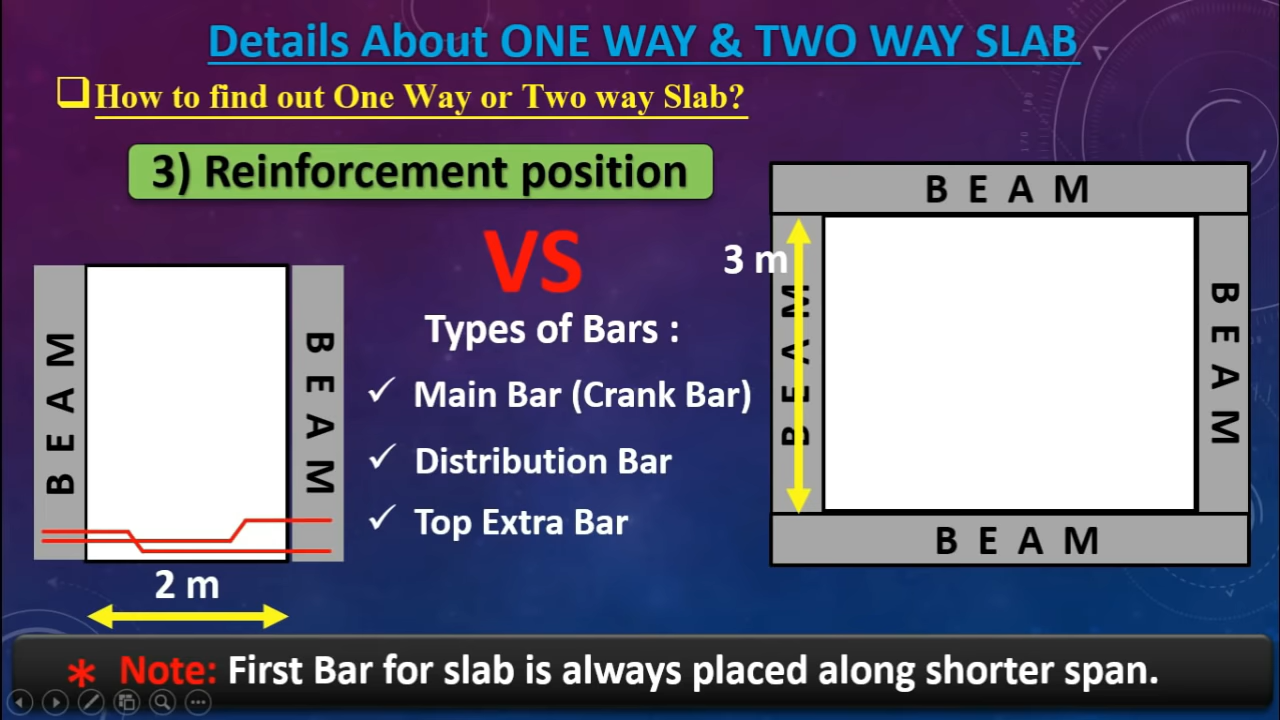 Details About ONE WAY & TWO WAY SLAB
How to find out One Way or Two way Slab?
3) Reinforcement position
VS
Types of Bars :
Main Bar (Crank Bar)
Distribution Bar
Top Extra Bar
BEAM
BEAM
2 m
BEAM
3 m
BEAM
BEAM
BEAM
* Note: First Bar for slab is always placed along shorter span.